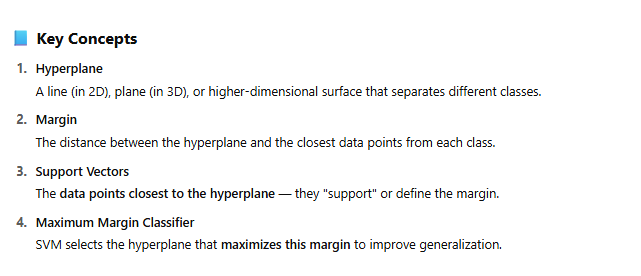 📘 Key Concepts
1. Hyperplane
A line (in 2D), plane (in 3D), or higher-dimensional surface that separates different classes.
2. Margin
The distance between the hyperplane and the closest data points from each class.
3. Support Vectors
The data points closest to the hyperplane — they "support" or define the margin.
4. Maximum Margin Classifier
SVM selects the hyperplane that maximizes this margin to improve generalization.